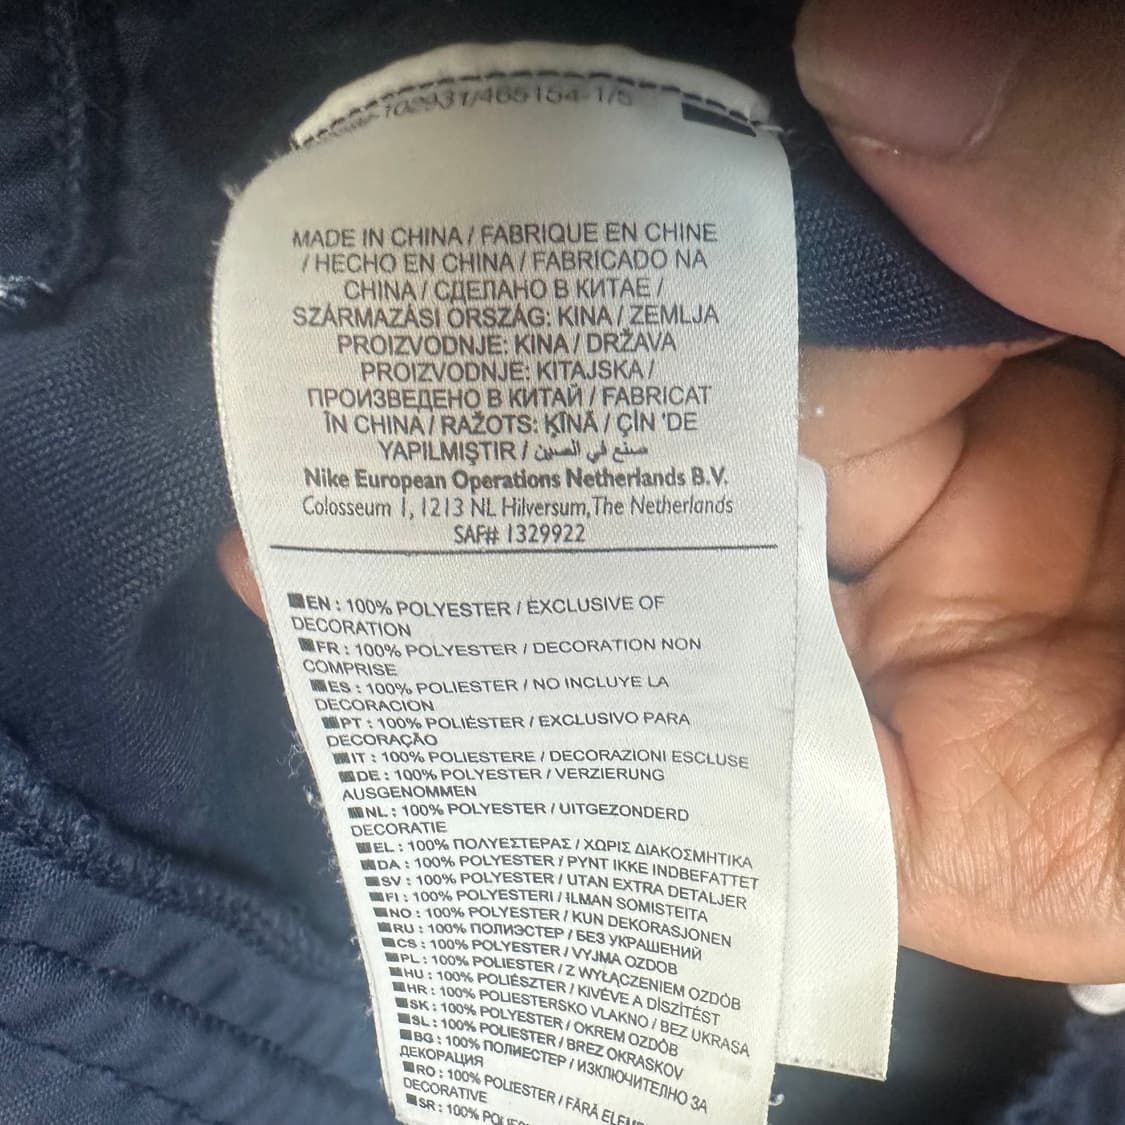 102931/465154-1/5
MADE IN CHINA / FABRIQUE EN CHINE
/ HECHO EN CHINA / FABRICADO NA
CHINA / СДЕЛАНО В КИТАЕ /
SZÁRMAZÁSI ORSZÁG: KINA / ZEMLJA
PROIZVODNJE: KINA / DRŽAVA
PROIZVODNJE: KITAJSKA /
ПРОИЗВЕДЕНО В КИТАЙ / FABRICAT
ÎN CHINA / RAŽOTS: ĶĪNĀ / ÇİN 'DE
YAPILMIŞTIR / صنع في الصين
Nike European Operations Netherlands B.V.
Colosseum 1, 1213 NL Hilversum, The Netherlands
SAF# 1329922
EN : 100% POLYESTER / EXCLUSIVE OF
DECORATION
FR : 100% POLYESTER / DECORATION NON
COMPRISE
ES : 100% POLIESTER / NO INCLUYE LA
DECORACION
PT : 100% POLIÉSTER / EXCLUSIVO PARA
DECORAÇÃO
IT : 100% POLIESTERE / DECORAZIONI ESCLUSE
DE : 100% POLYESTER / VERZIERUNG
AUSGENOMMEN
NL : 100% POLYESTER / UITGEZONDERD
DECORATIE
EL : 100% ΠΟΛΥΕΣΤΕΡΑΣ / ΧΩΡΙΣ ΔΙΑΚΟΣΜΗΤΙΚΑ
DA : 100% POLYESTER / PYNT IKKE INDBEFATTET
SV : 100% POLYESTER / UTAN EXTRA DETALJER
FI : 100% POLYESTERI / ILMAN SOMISTEITA
NO : 100% POLYESTER / KUN DEKORASJONEN
RU : 100% ПОЛИЭСТЕР / БЕЗ УКРАШЕНИЙ
CS : 100% POLYESTER / VYJMA OZDOB
PL : 100% POLIESTER / Z WYŁĄCZENIEM OZDÓB
HU : 100% POLIÉSZTER / KIVÉVE A DÍSZÍTÉST
HR : 100% POLIESTERSKO VLAKNO / BEZ UKRASA
SK : 100% POLYESTER / OKREM OZDÔB
SL : 100% POLIESTER / BREZ OKRASKOV
BG : 100% ПОЛИЕСТЕР / ИЗКЛЮЧИТЕЛНО ЗА
ДЕКОРАЦИЯ
RO : 100% POLIESTER / FĂRĂ
DECORATIVE
SR : 100%